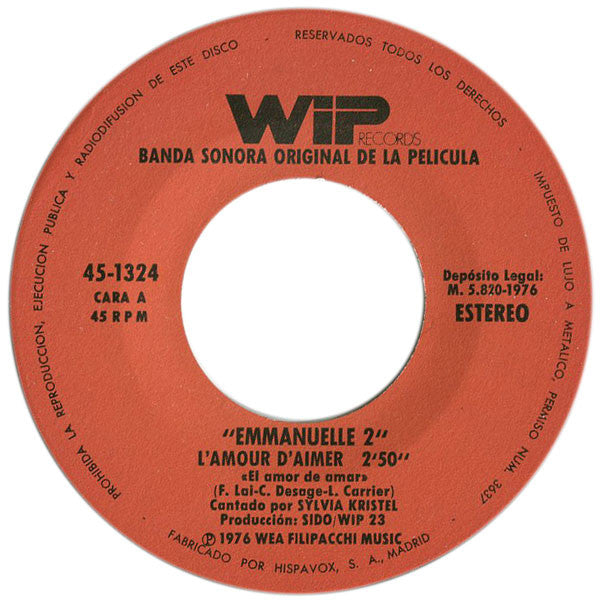 RESERVADOS TODOS LOS DERECHOS
IMPUESTO DE LUJO A METALICO, PERMISO NUM. 3637
PROHIBIDA LA REPRODUCCION, EJECUCION PUBLICA Y RADIODIFUSION DE ESTE DISCO
WiP
RECORDS
BANDA SONORA ORIGINAL DE LA PELICULA
45-1324
CARA A
45 RPM
Depósito Legal:
M. 5.820-1976
ESTEREO
"EMMANUELLE 2"
L'AMOUR D'AIMER 2'50"
«El amor de amar»
(F. Lai-C. Desage-L. Carrier)
Cantado por SYLVIA KRISTEL
Producción: SIDO/WIP 23
Ⓟ 1976 WEA FILIPACCHI MUSIC
FABRICADO POR HISPAVOX, S. A., MADRID